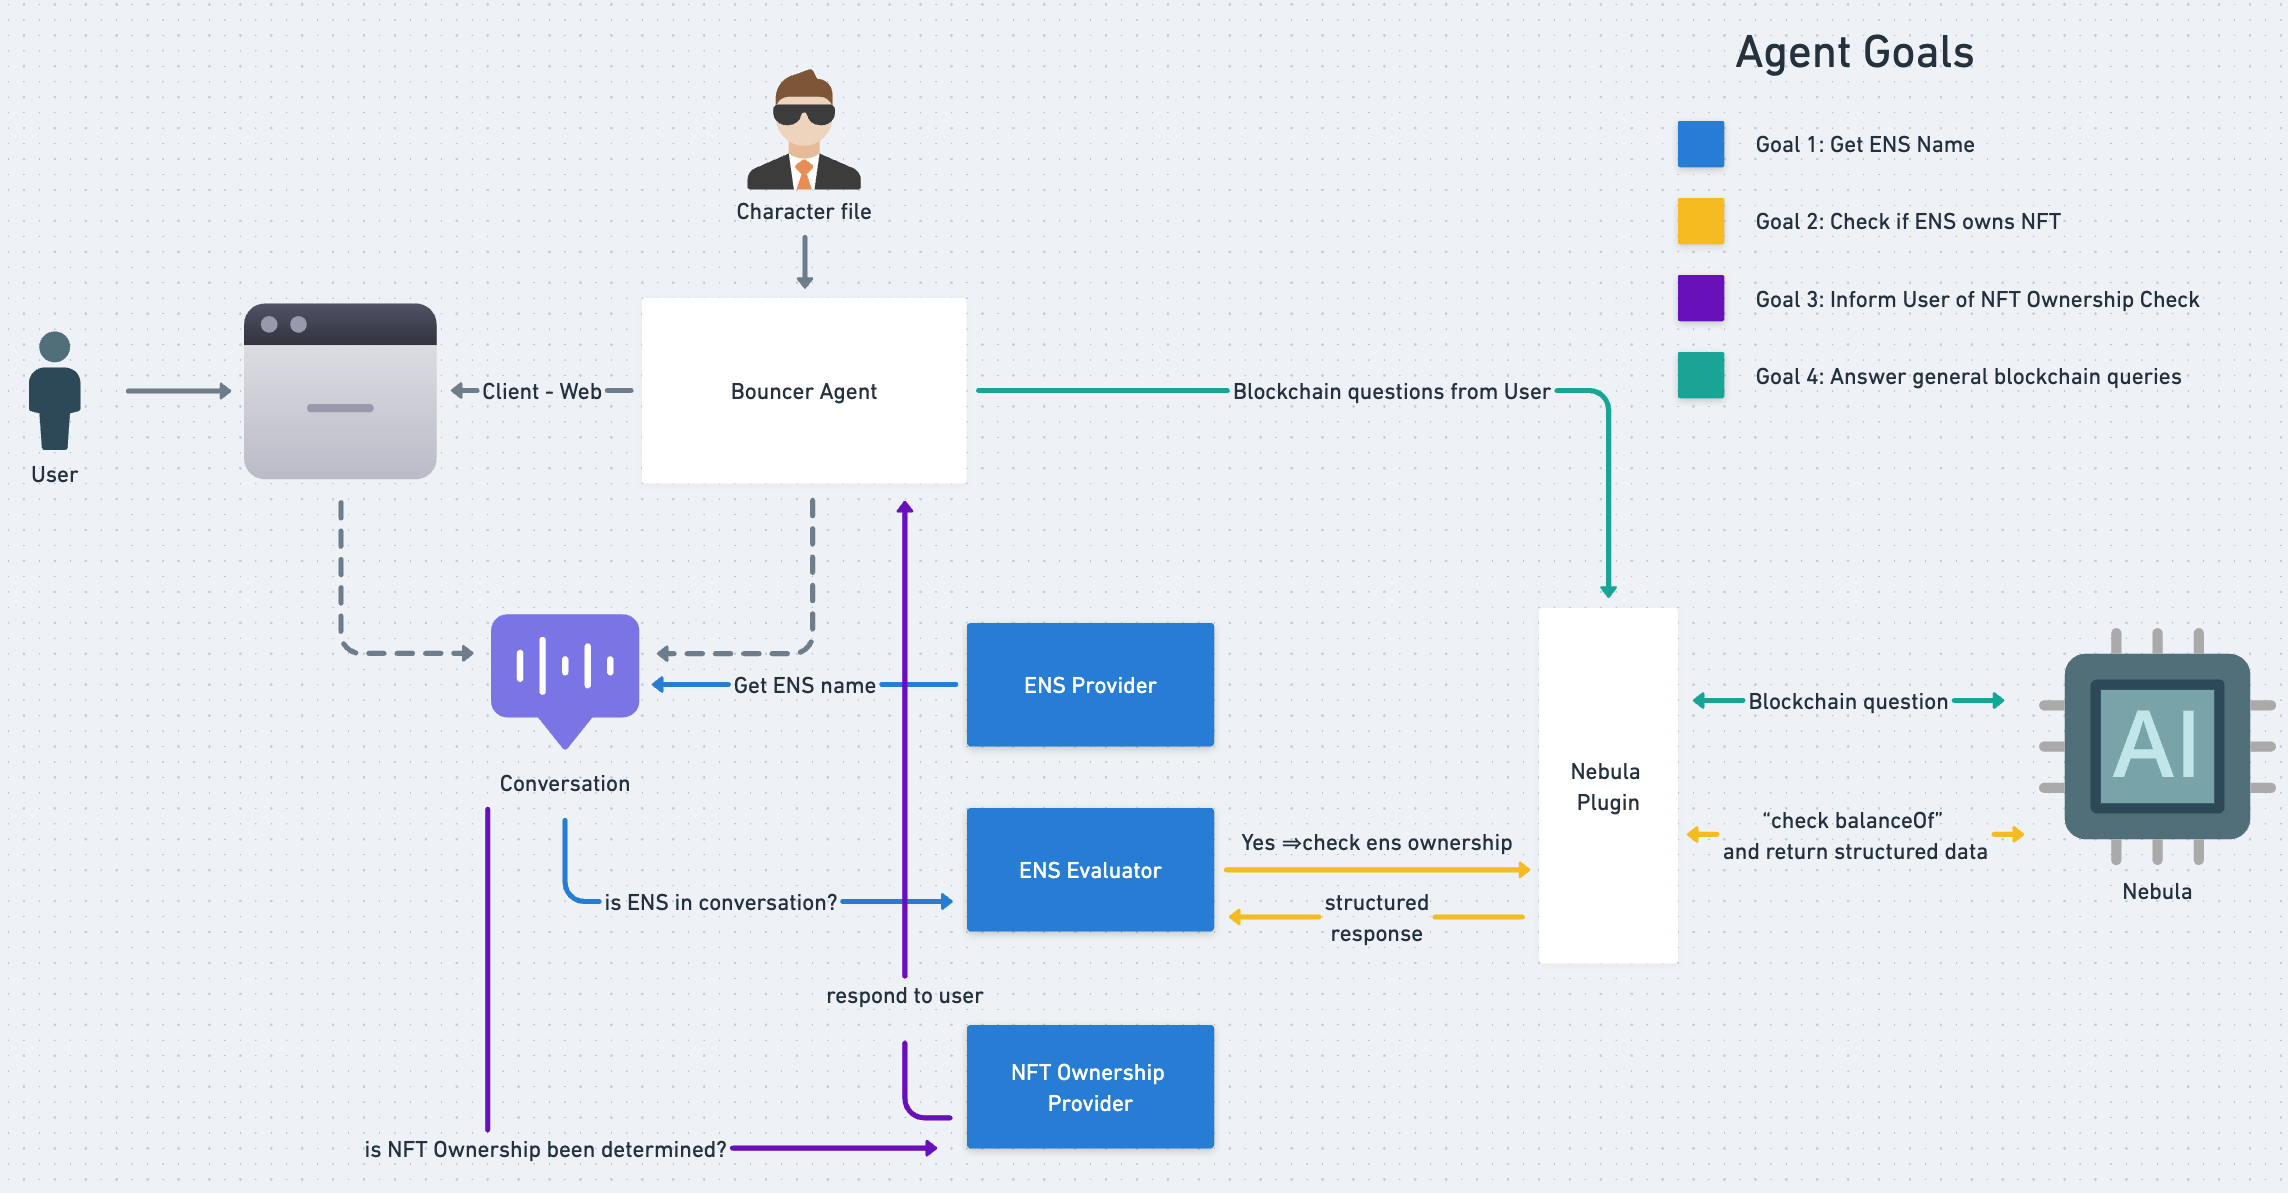 Agent Goals
Goal 1: Get ENS Name
Goal 2: Check if ENS owns NFT
Goal 3: Inform User of NFT Ownership Check
Goal 4: Answer general blockchain queries
Character file
User
Client - Web
Bouncer Agent
Blockchain questions from User
Get ENS name
ENS Provider
Conversation
is ENS in conversation?
ENS Evaluator
Yes ⇒check ens ownership
structured
response
Nebula
Plugin
Blockchain question
“check balanceOf”
and return structured data
AI
Nebula
respond to user
NFT Ownership
Provider
is NFT Ownership been determined?